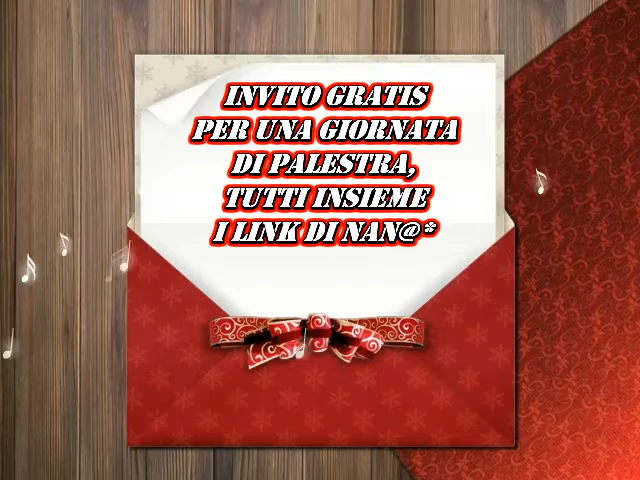 INVITO GRATIS
PER UNA GIORNATA
DI PALESTRA,
TUTTI INSIEME
I LINK DI NAN@*